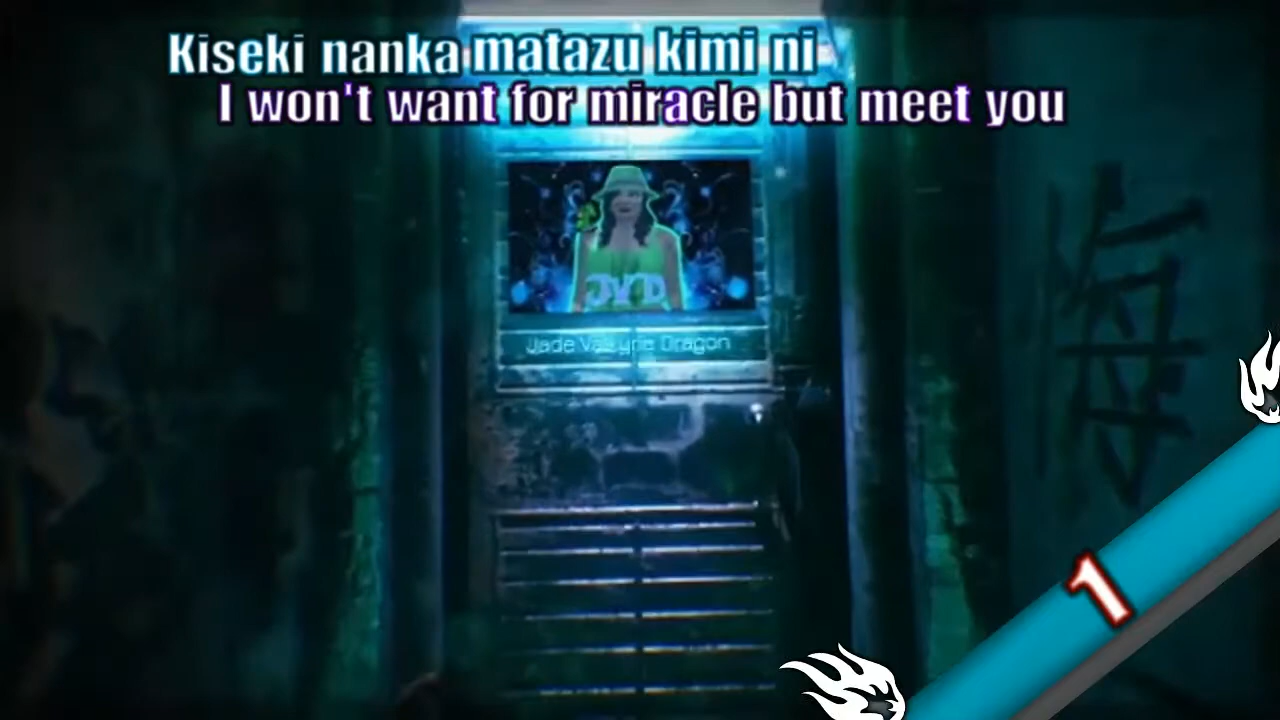 Kiseki nanka matazu kimi ni
I won't want for miracle but meet you
JVD
Jade Valkyrie Dragon
1